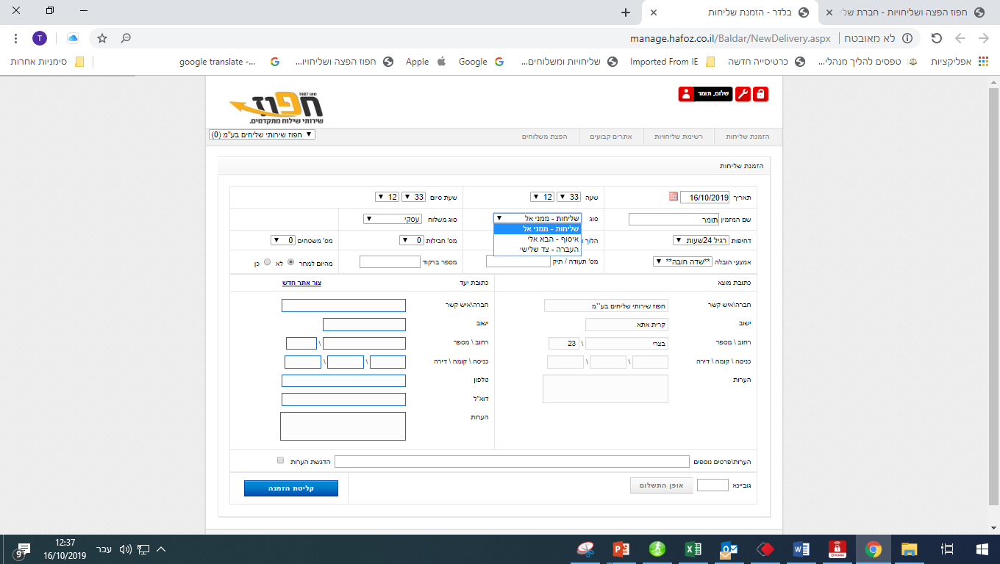 חפוז הפצה ושליחויות - חברת שלי
בלדר - הזמנת שליחות
לא מאובטח | manage.hafoz.co.il/Baldar/NewDelivery.aspx
T
אפליקציות
טפסים להליך מנהלי...
כרטיסייה חדשה
Imported From IE
שליחויות ומשלוחים...
Google
Apple
חפוז הפצה ושליחויו...
google translate -...
סימניות אחרות
שלום, תומר
מאז 1987
חפוז
שירותי שילוח מתקדמים.
הזמנת שליחות
רשימת שליחויות
אתרים קבועים
הפצת משלוחים
חפוז שירותי שליחים בע"מ (0)
הזמנת שליחות
תאריך 16/10/2019
שעה 33 12
שעת סיום 33 12
שם המזמין תומר
סוג שליחות - ממני אל
שליחות - ממני אל
איסוף - הבא אלי
העברה - צד שלישי
סוג משלוח עסקי
דחיפות רגיל 24שעות
הלוך
מס' חבילות 0
מס' משטחים 0
אמצעי הובלה **שדה חובה**
מס' תעודה / תיק
מספר ברקוד
מהיום למחר לא כן
כתובת מוצא
חברה\איש קשר חפוז שירותי שליחים בע''מ
ישוב קרית אתא
רחוב \ מספר בצרי \ 23
כניסה \ קומה \ דירה \ \
הערות
כתובת יעד צור אתר חדש
חברה\איש קשר
ישוב
רחוב \ מספר \
כניסה \ קומה \ דירה \ \
טלפון
דוא"ל
הערות
הערות\פרטים נוספים
הדגשת הערות
גוביינא
אופן התשלום
קליטת הזמנה
עבר
12:37
16/10/2019
9